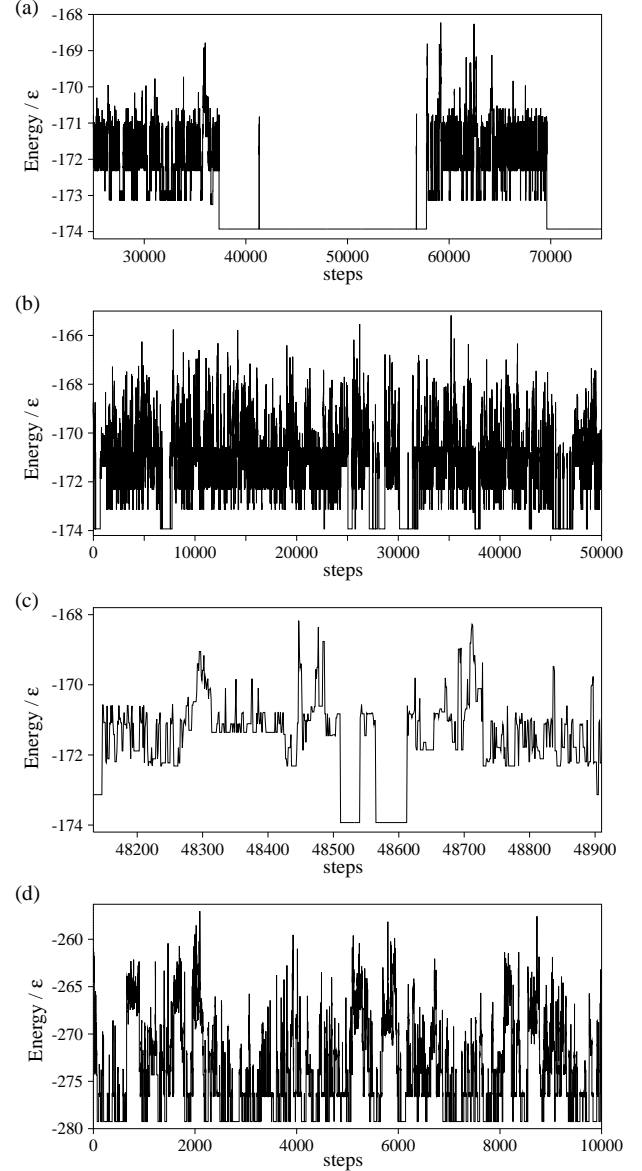 (a)
-168
-169
-170
-171
-172
-173
-174
Energy / ε
30000 40000 50000 60000 70000
steps
(b)
-166
-168
-170
-172
-174
Energy / ε
0 10000 20000 30000 40000 50000
steps
(c)
-168
-170
-172
-174
Energy / ε
48200 48300 48400 48500 48600 48700 48800 48900
steps
(d)
-260
-265
-270
-275
-280
Energy / ε
0 2000 4000 6000 8000 10000
steps